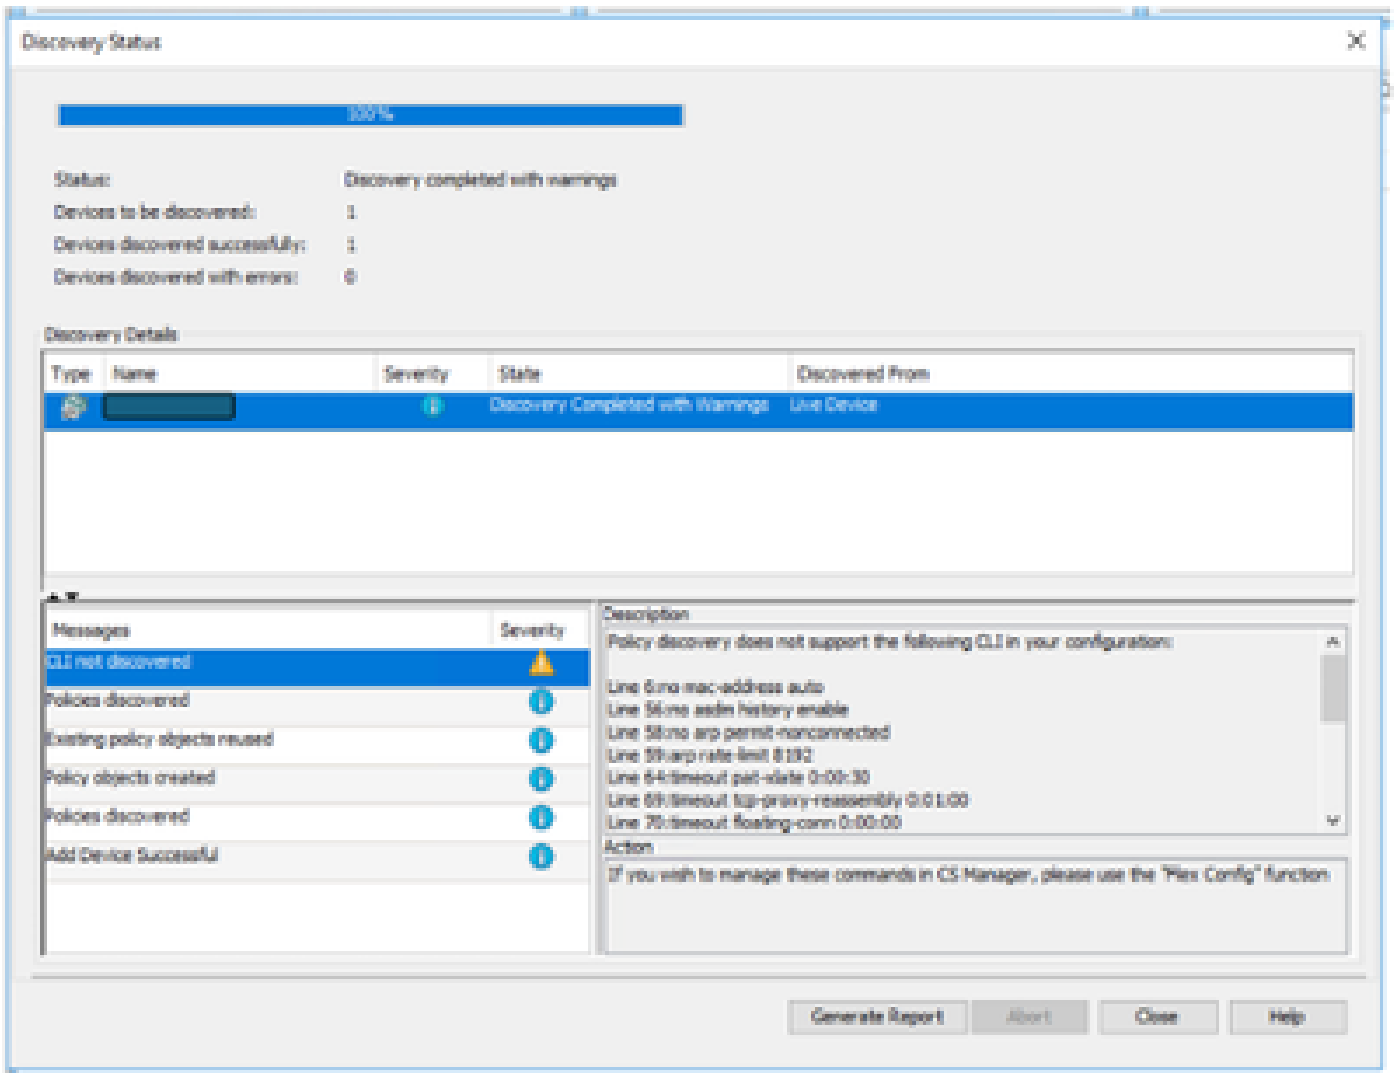 Discovery Status
100%
Status: Discovery completed with warnings
Devices to be discovered: 1
Devices discovered successfully: 1
Devices discovered with errors: 0
Discovery Details
Type Name Severity State Discovered From
Discovery Completed with Warnings Live Device
Messages Severity
CLI not discovered
Policies discovered
Existing policy objects reused
Policy objects created
Policies discovered
Add Device Successful
Description
Policy discovery does not support the following CLI in your configuration:
Line 6:no mac-address auto
Line 56:no asdm history enable
Line 58:no arp permit-nonconnected
Line 59:arp rate-limit 8192
Line 64:timeout pat-xlate 0:00:30
Line 69:timeout tcp-proxy-reassembly 0:01:00
Line 70:timeout floating-conn 0:00:00
Action
If you wish to manage these commands in CS Manager, please use the "Flex Config" function
Generate Report Abort Close Help